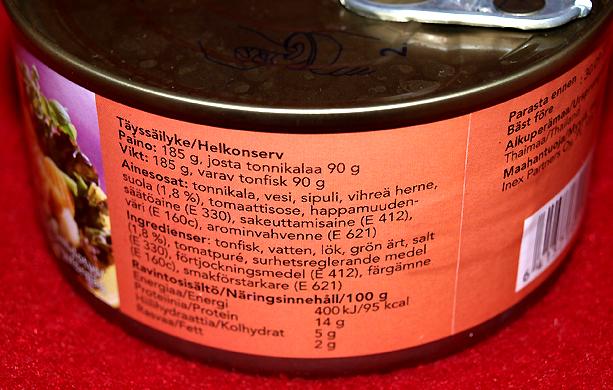 Täyssäilyke/Helkonserv
Paino: 185 g, josta tonnikalaa 90 g
Vikt: 185 g, varav tonfisk 90 g
Ainesosat: tonnikala, vesi, sipuli, vihreä herne,
suola (1,8 %), tomaattisose, happamuuden-
säätöaine (E 330), sakeuttamisaine (E 412),
väri (E 160c), arominvahvenne (E 621)
Ingredienser: tonfisk, vatten, lök, grön ärt, salt
(1,8 %), tomatpuré, surhetsreglerande medel
(E 330), förtjockningsmedel (E 412), färgämne
(E 160c), smakförstarkare (E 621)
Ravintosisältö/Näringsinnehåll/100 g
Energiaa/Energi 400 kJ/95 kcal
Proteiinia/Protein 14 g
Hiilihydraattia/Kolhydrat 5 g
Rasvaa/Fett 2 g
Parasta ennen
Bäst före
Alkuperämaa/
Thaimaa/
Maahantuoja/
Inex Partners Oy